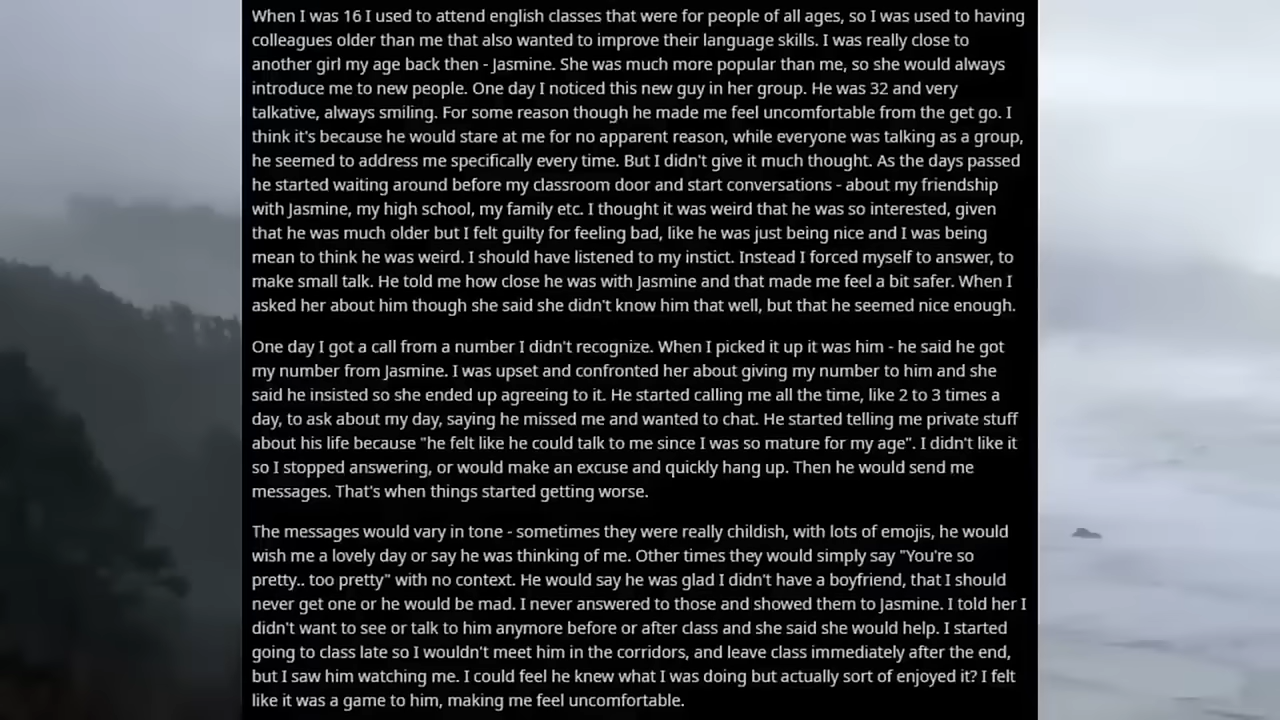 When I was 16 I used to attend english classes that were for people of all ages, so I was used to having
colleagues older than me that also wanted to improve their language skills. I was really close to
another girl my age back then - Jasmine. She was much more popular than me, so she would always
introduce me to new people. One day I noticed this new guy in her group. He was 32 and very
talkative, always smiling. For some reason though he made me feel uncomfortable from the get go. I
think it's because he would stare at me for no apparent reason, while everyone was talking as a group,
he seemed to address me specifically every time. But I didn't give it much thought. As the days passed
he started waiting around before my classroom door and start conversations - about my friendship
with Jasmine, my high school, my family etc. I thought it was weird that he was so interested, given
that he was much older but I felt guilty for feeling bad, like he was just being nice and I was being
mean to think he was weird. I should have listened to my instict. Instead I forced myself to answer, to
make small talk. He told me how close he was with Jasmine and that made me feel a bit safer. When I
asked her about him though she said she didn't know him that well, but that he seemed nice enough.
One day I got a call from a number I didn't recognize. When I picked it up it was him - he said he got
my number from Jasmine. I was upset and confronted her about giving my number to him and she
said he insisted so she ended up agreeing to it. He started calling me all the time, like 2 to 3 times a
day, to ask about my day, saying he missed me and wanted to chat. He started telling me private stuff
about his life because "he felt like he could talk to me since I was so mature for my age". I didn't like it
so I stopped answering, or would make an excuse and quickly hang up. Then he would send me
messages. That's when things started getting worse.
The messages would vary in tone - sometimes they were really childish, with lots of emojis, he would
wish me a lovely day or say he was thinking of me. Other times they would simply say "You're so
pretty.. too pretty" with no context. He would say he was glad I didn't have a boyfriend, that I should
never get one or he would be mad. I never answered to those and showed them to Jasmine. I told her I
didn't want to see or talk to him anymore before or after class and she said she would help. I started
going to class late so I wouldn't meet him in the corridors, and leave class immediately after the end,
but I saw him watching me. I could feel he knew what I was doing but actually sort of enjoyed it? I felt
like it was a game to him, making me feel uncomfortable.